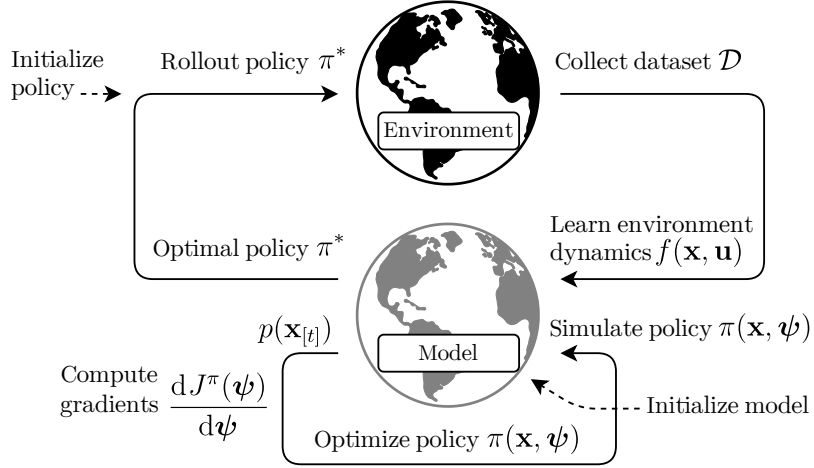 Initialize
policy
Rollout policy π*
Collect dataset 𝒟
Environment
Optimal policy π*
Learn environment
dynamics f(𝐱, 𝐮)
p(𝐱[t])
Simulate policy π(𝐱, 𝝍)
Model
Compute
gradients dJ^π(𝝍)/d𝝍
Initialize model
Optimize policy π(𝐱, 𝝍)